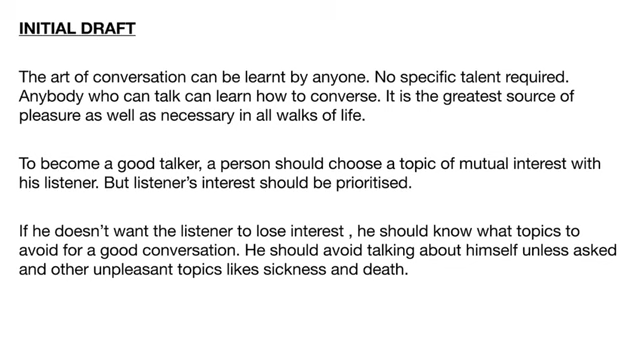 INITIAL DRAFT
The art of conversation can be learnt by anyone. No specific talent required.
Anybody who can talk can learn how to converse. It is the greatest source of
pleasure as well as necessary in all walks of life.
To become a good talker, a person should choose a topic of mutual interest with
his listener. But listener's interest should be prioritised.
If he doesn't want the listener to lose interest , he should know what topics to
avoid for a good conversation. He should avoid talking about himself unless asked
and other unpleasant topics likes sickness and death.